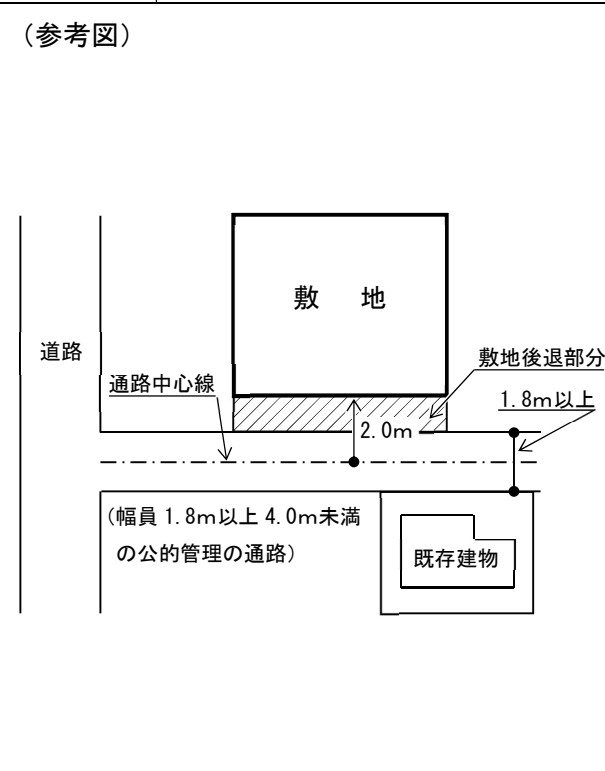 (参考図)
敷 地
道路
敷地後退部分
通路中心線
1.8m以上
2.0m
(幅員 1.8m以上 4.0m未満
の公的管理の通路)
既存建物